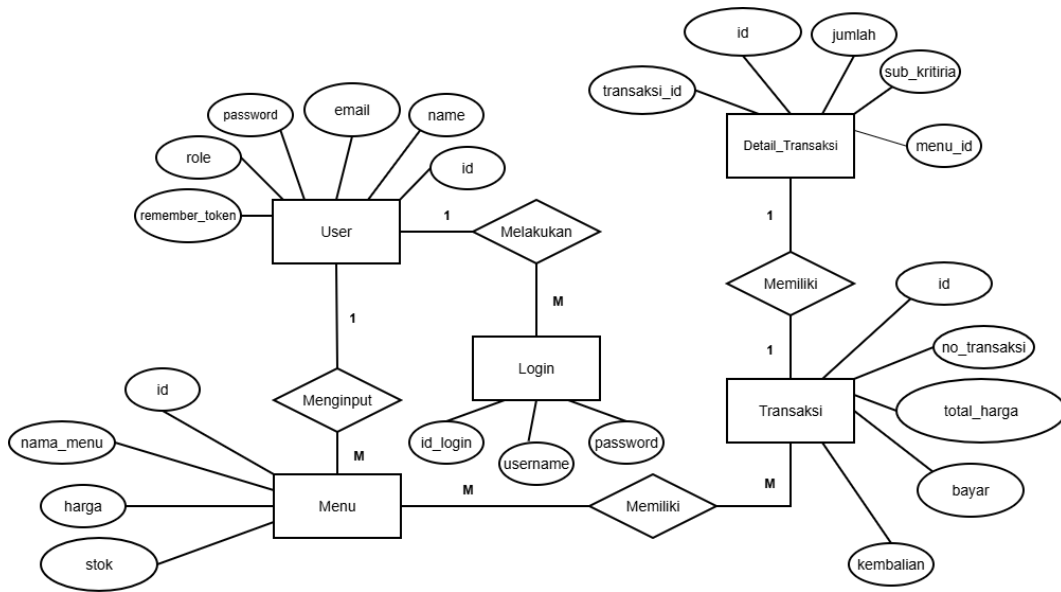 id
jumlah
sub_kritiria
transaksi_id
menu_id
Detail_Transaksi
email
name
password
role
id
remember_token
User
1
Melakukan
1
M
1
Memiliki
1
id
no_transaksi
total_harga
bayar
kembalian
Transaksi
M
Login
id_login
username
password
Menginput
M
id
nama_menu
harga
stok
Menu
M
Memiliki